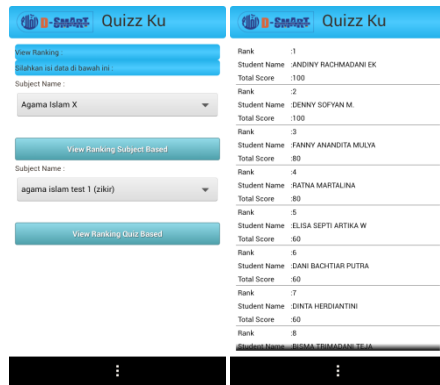 D-SMART Quizz Ku
View Ranking :
Silahkan isi data di bawah ini :
Subject Name :
Agama Islam X
View Ranking Subject Based
Subject Name :
agama islam test 1 (zikir)
View Ranking Quiz Based
D-SMART Quizz Ku
Rank :1
Student Name :ANDINY RACHMADANI EK
Total Score :100
Rank :2
Student Name :DENNY SOFYAN M.
Total Score :100
Rank :3
Student Name :FANNY ANANDITA MULYA
Total Score :80
Rank :4
Student Name :RATNA MARTALINA
Total Score :80
Rank :5
Student Name :ELISA SEPTI ARTIKA W
Total Score :60
Rank :6
Student Name :DANI BACHTIAR PUTRA
Total Score :60
Rank :7
Student Name :DINTA HERDIANTINI
Total Score :60
Rank :8
Student Name :BISMA TRIMADANI TEJA